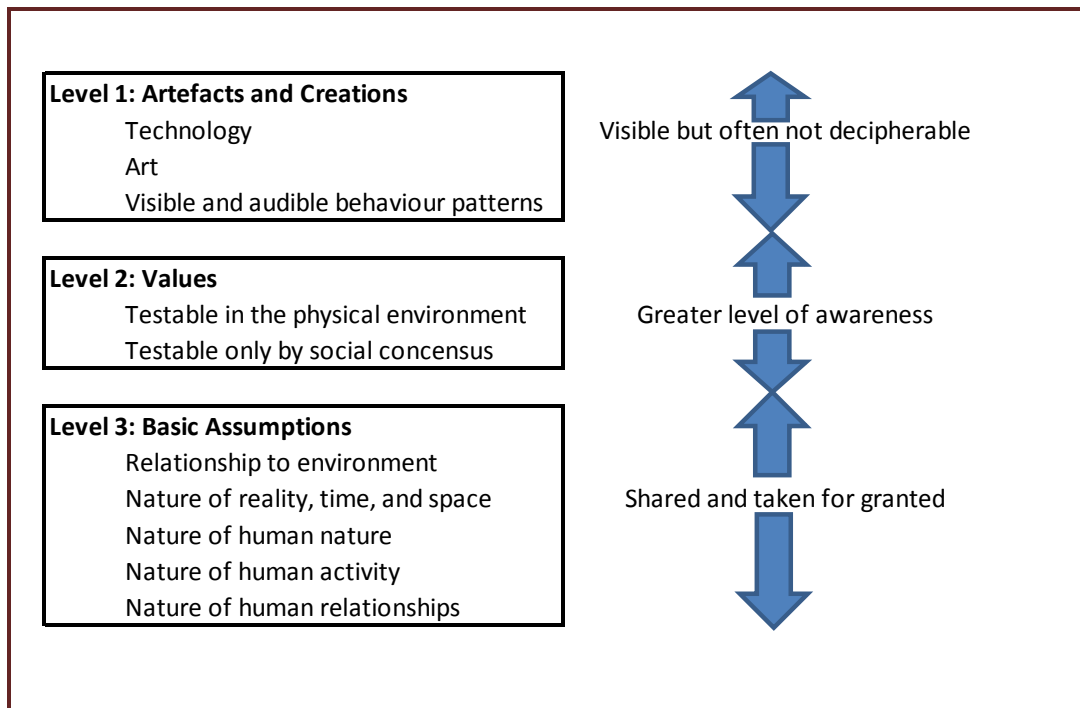 Level 1: Artefacts and Creations
Technology
Art
Visible and audible behaviour patterns
Visible but often not decipherable
Level 2: Values
Testable in the physical environment
Testable only by social concensus
Greater level of awareness
Level 3: Basic Assumptions
Relationship to environment
Nature of reality, time, and space
Nature of human nature
Nature of human activity
Nature of human relationships
Shared and taken for granted